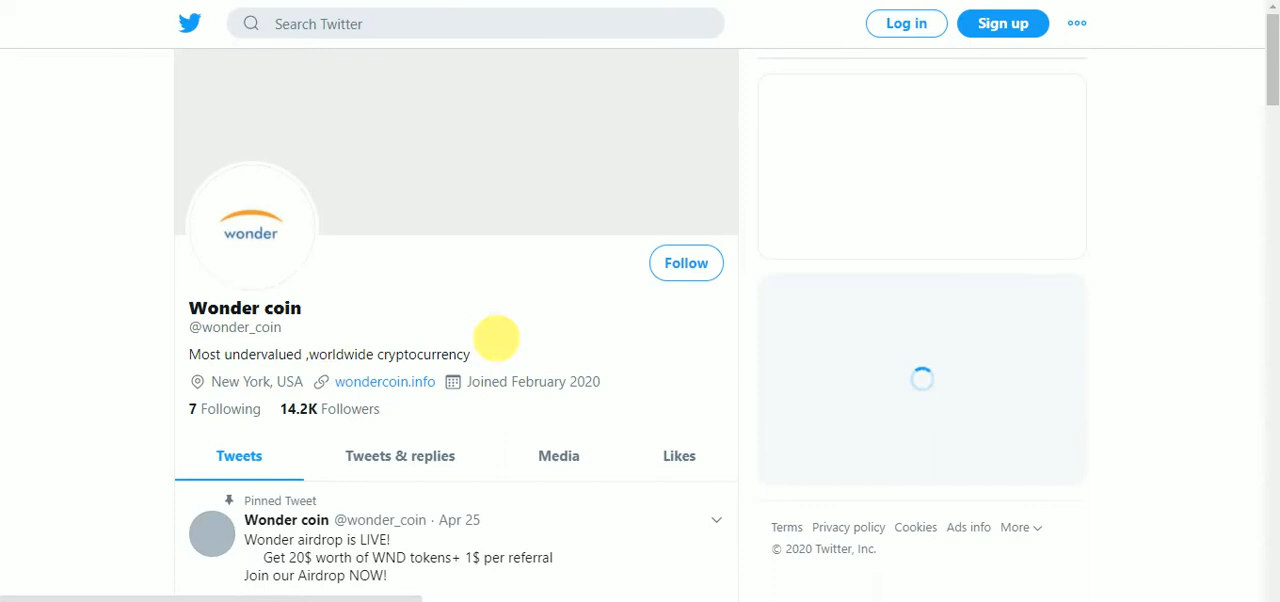 Search Twitter
Log in
Sign up
wonder
Follow
Wonder coin
@wonder_coin
Most undervalued ,worldwide cryptocurrency
New York, USA wondercoin.info Joined February 2020
7 Following 14.2K Followers
Tweets Tweets & replies Media Likes
Pinned Tweet
Wonder coin @wonder_coin · Apr 25
Wonder airdrop is LIVE!
Get 20$ worth of WND tokens+ 1$ per referral
Join our Airdrop NOW!
Terms Privacy policy Cookies Ads info More
© 2020 Twitter, Inc.